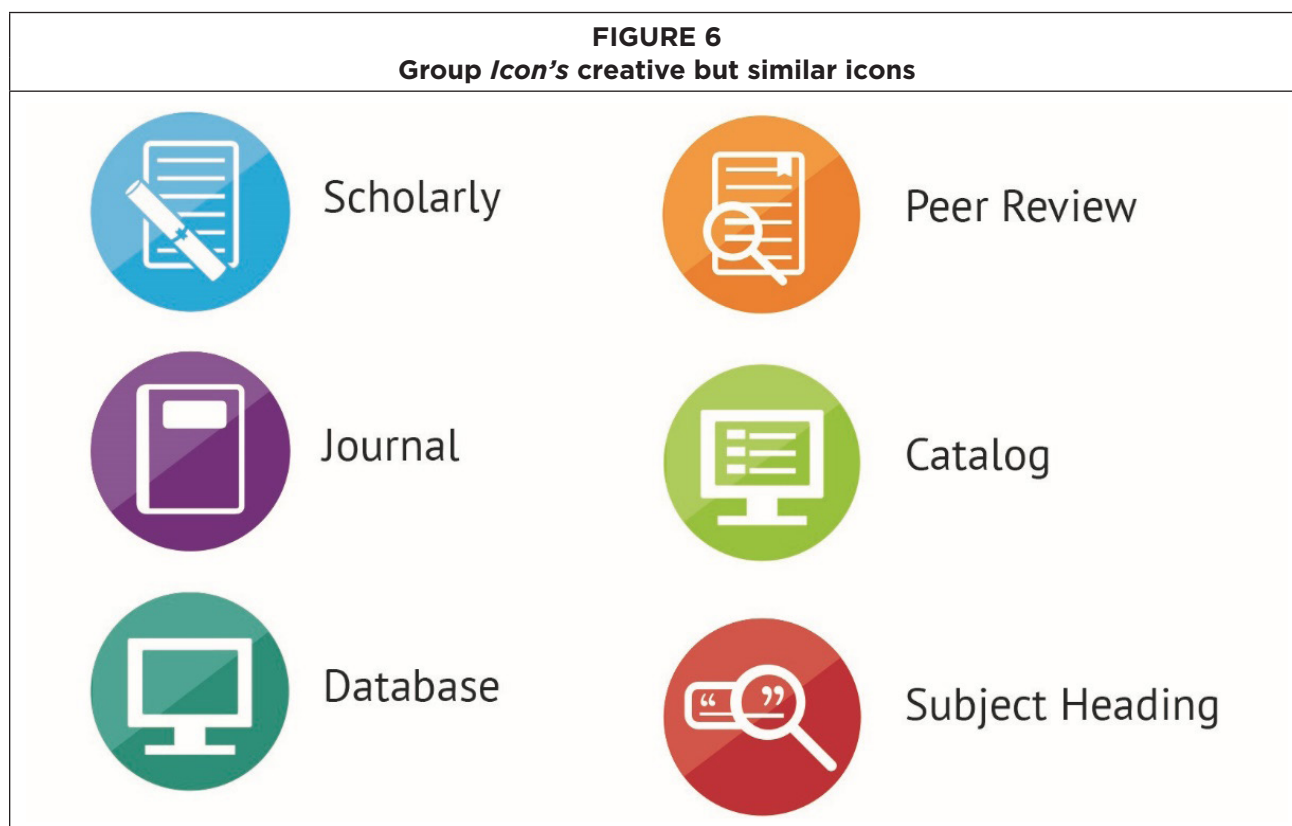 FIGURE 6
Group Icon's creative but similar icons
Scholarly
Peer Review
Journal
Catalog
Database
“ ”
Subject Heading